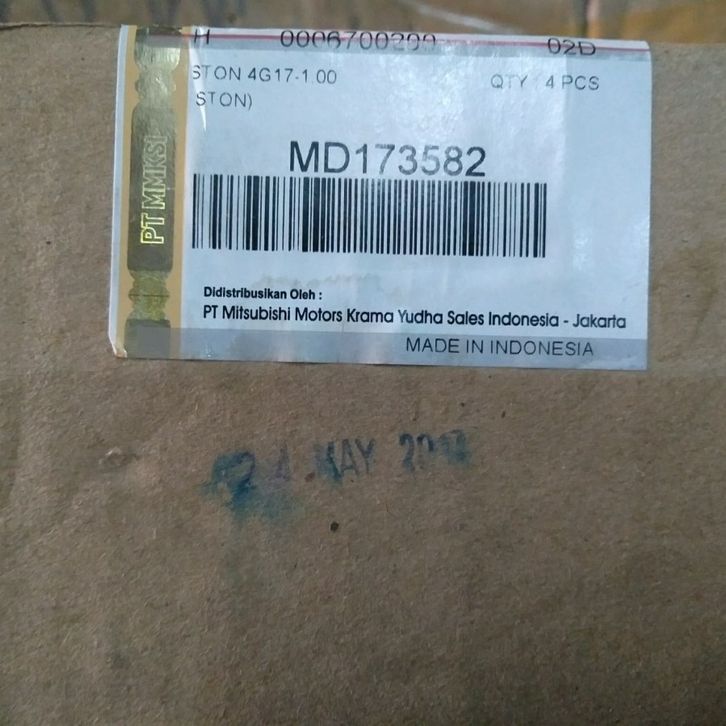 H 0006700299 02D
STON 4G17-1.00 QTY : 4 PCS
STON)
MD173582
PT MMKSI
Didistribusikan Oleh :
PT Mitsubishi Motors Krama Yudha Sales Indonesia - Jakarta
MADE IN INDONESIA
24 MAY